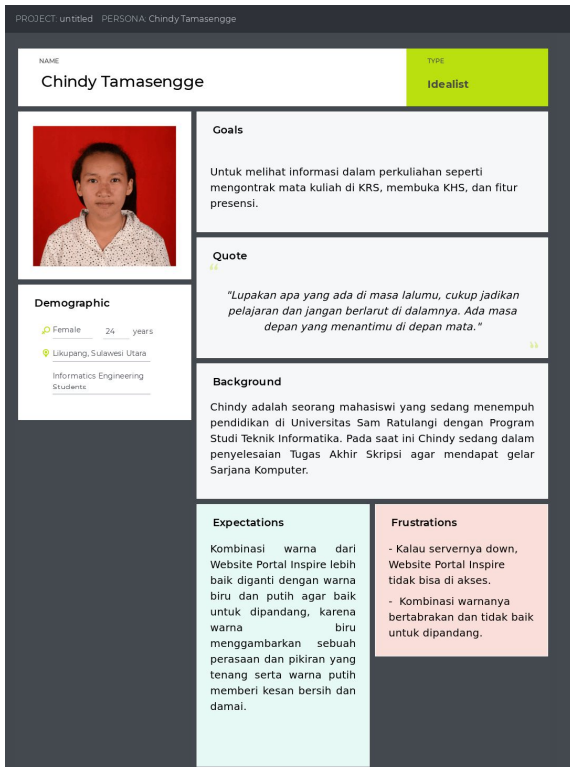 PROJECT: untitled PERSONA: Chindy Tamasengge
NAME
Chindy Tamasengge
TYPE
Idealist
Goals
Untuk melihat informasi dalam perkuliahan seperti
mengontrak mata kuliah di KRS, membuka KHS, dan fitur
presensi.
Quote
“
"Lupakan apa yang ada di masa lalumu, cukup jadikan
pelajaran dan jangan berlarut di dalamnya. Ada masa
depan yang menantimu di depan mata."
“
Demographic
Female 24 years
Likupang, Sulawesi Utara
Informatics Engineering
Students
Background
Chindy adalah seorang mahasiswi yang sedang menempuh
pendidikan di Universitas Sam Ratulangi dengan Program
Studi Teknik Informatika. Pada saat ini Chindy sedang dalam
penyelesaian Tugas Akhir Skripsi agar mendapat gelar
Sarjana Komputer.
Expectations
Kombinasi warna dari
Website Portal Inspire lebih
baik diganti dengan warna
biru dan putih agar baik
untuk dipandang, karena
warna biru
menggambarkan sebuah
perasaan dan pikiran yang
tenang serta warna putih
memberi kesan bersih dan
damai.
Frustrations
- Kalau servernya down,
Website Portal Inspire
tidak bisa di akses.
- Kombinasi warnanya
bertabrakan dan tidak baik
untuk dipandang.